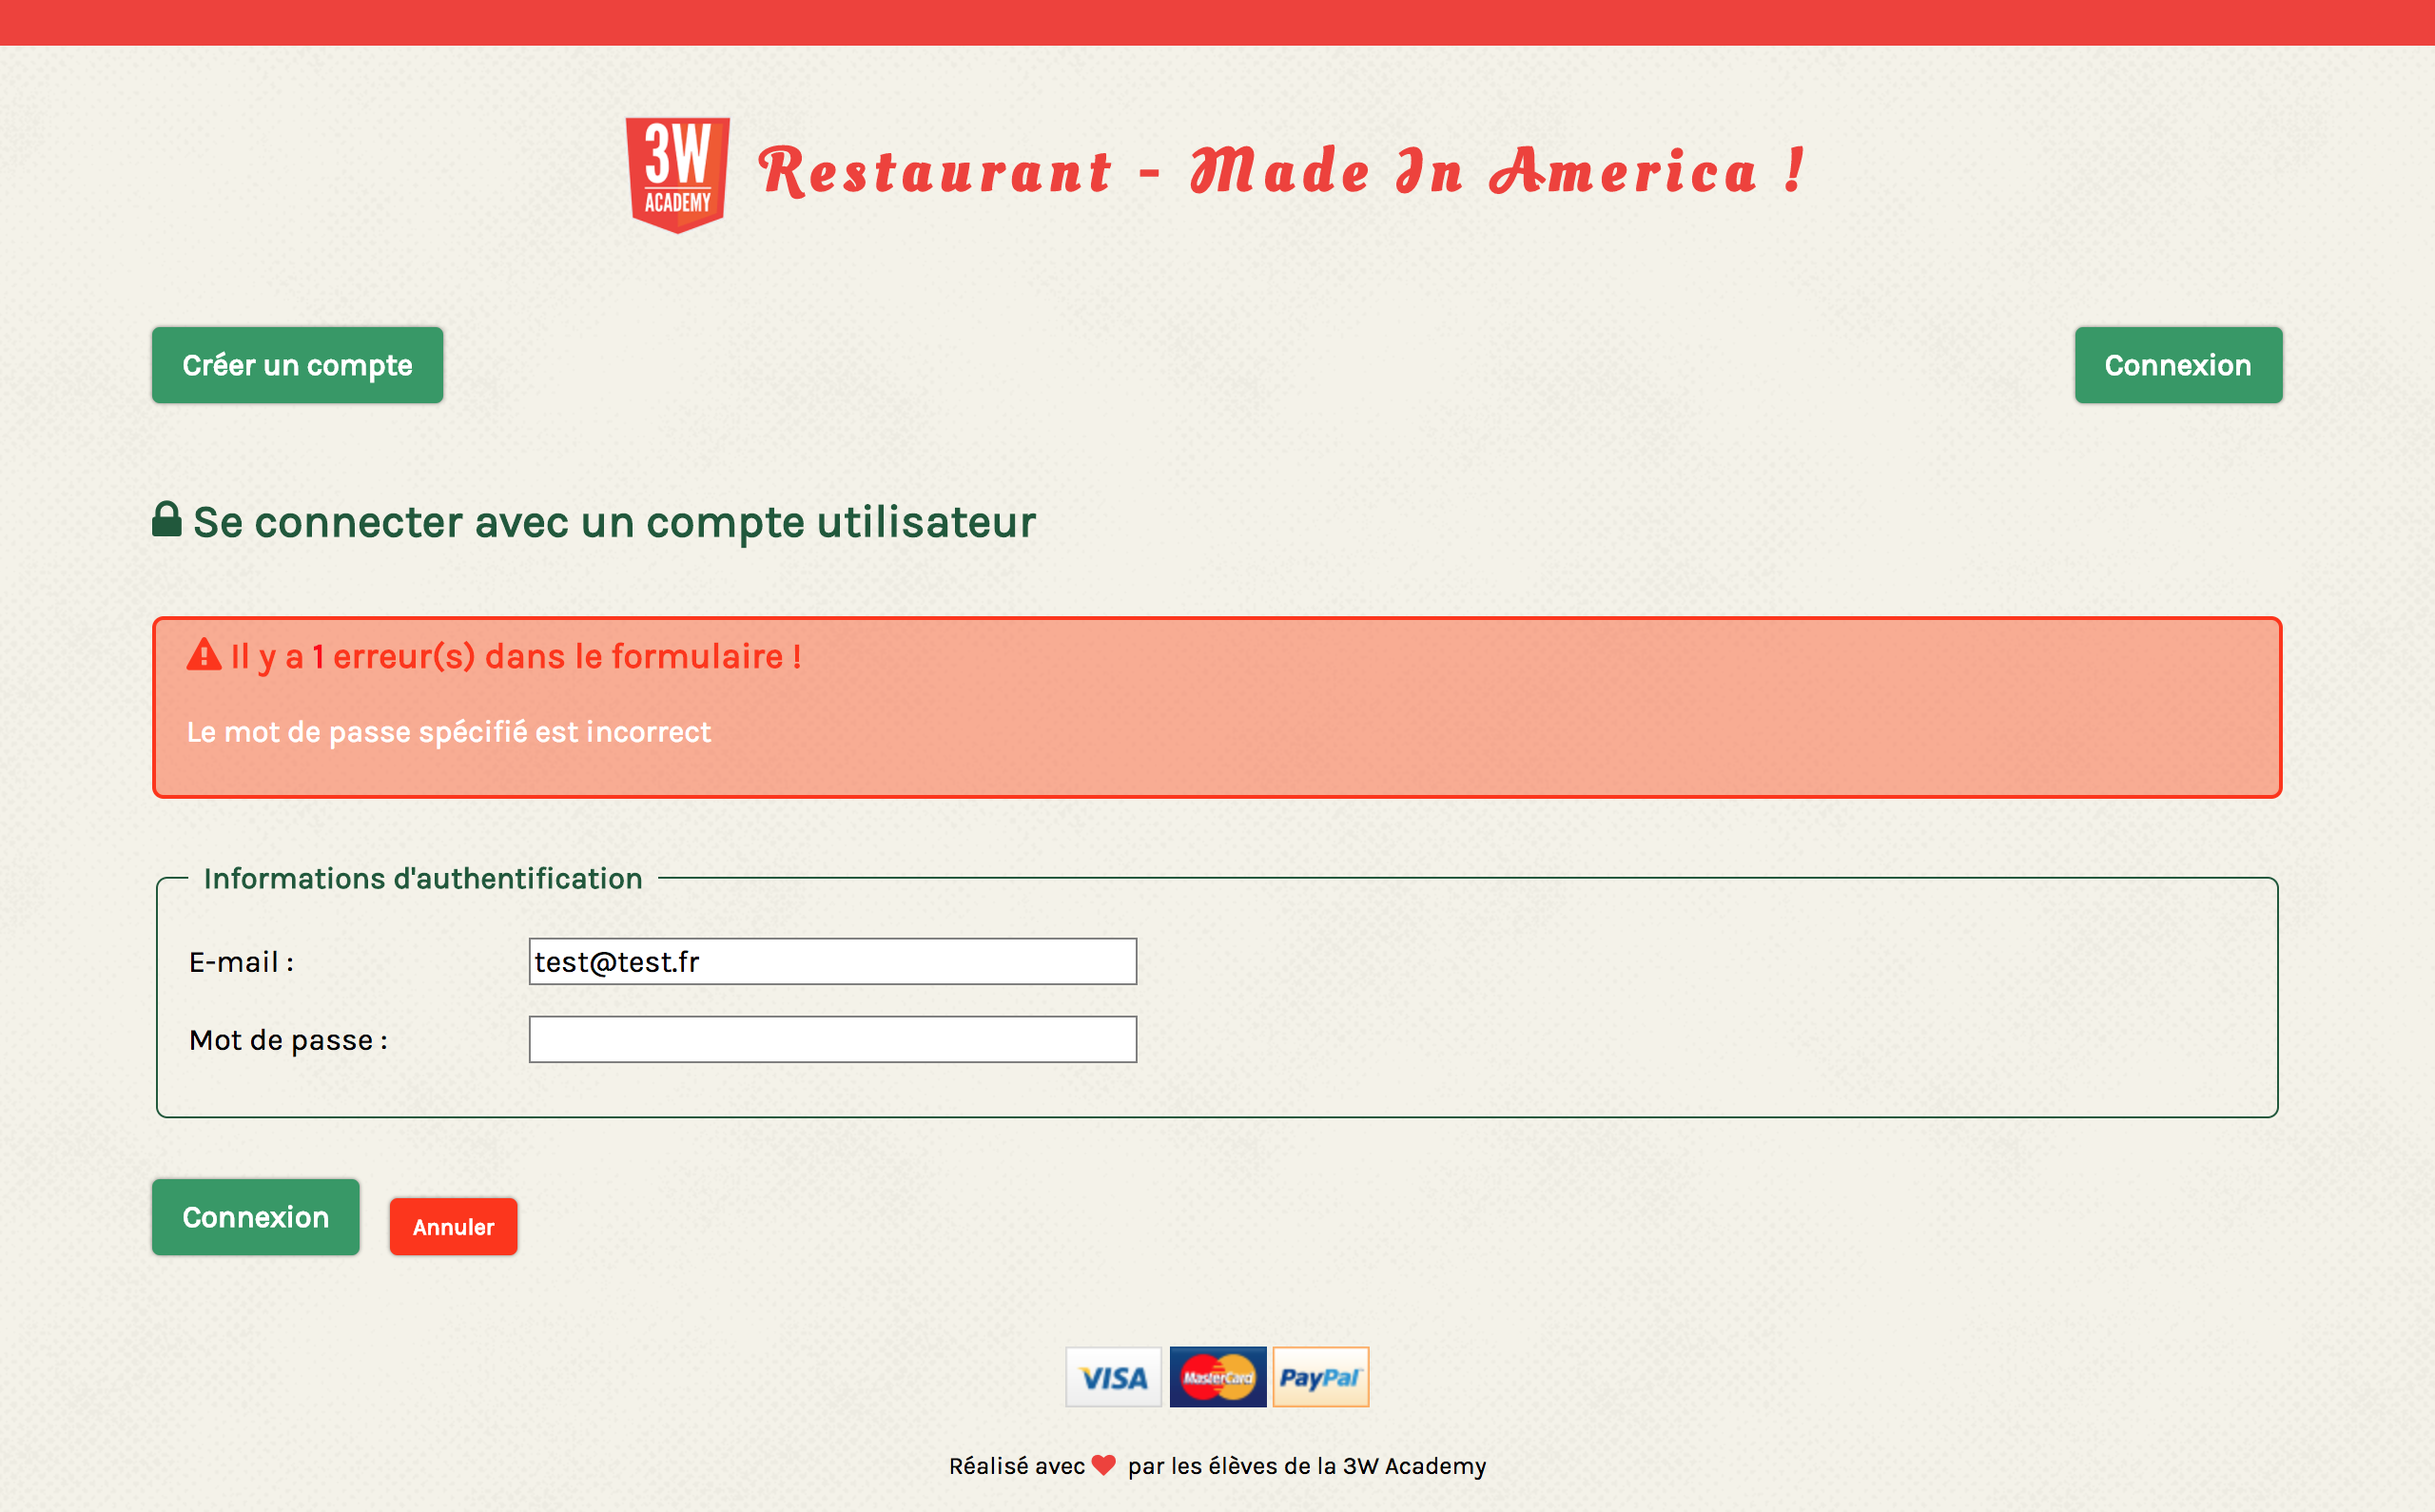 3W
ACADEMY
Restaurant - Made In America !
Créer un compte
Connexion
Se connecter avec un compte utilisateur
Il y a 1 erreur(s) dans le formulaire !
Le mot de passe spécifié est incorrect
Informations d'authentification
E-mail :
test@test.fr
Mot de passe :
Connexion
Annuler
VISA
MasterCard
PayPal
Réalisé avec par les élèves de la 3W Academy